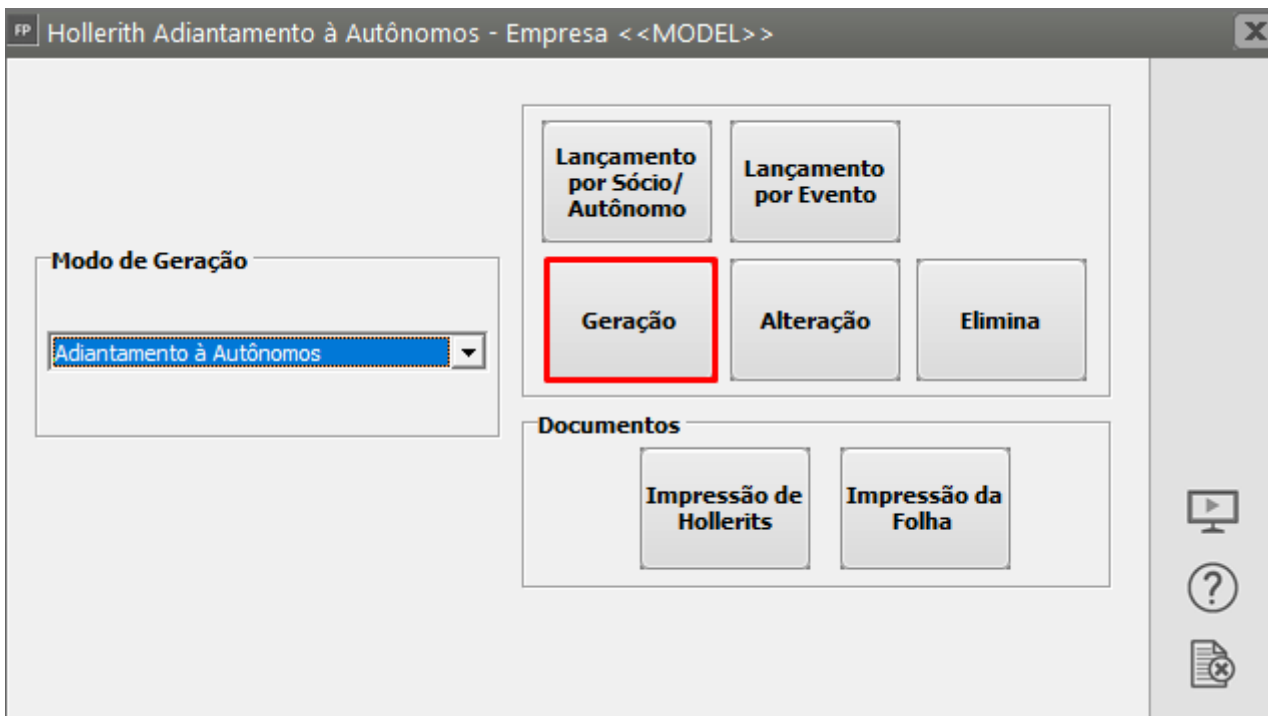 FP Hollerith Adiantamento à Autônomos - Empresa <<MODEL>>
Modo de Geração
Adiantamento à Autônomos
Lançamento
por Sócio/
Autônomo
Lançamento
por Evento
Geração
Alteração
Elimina
Documentos
Impressão de
Hollerits
Impressão da
Folha